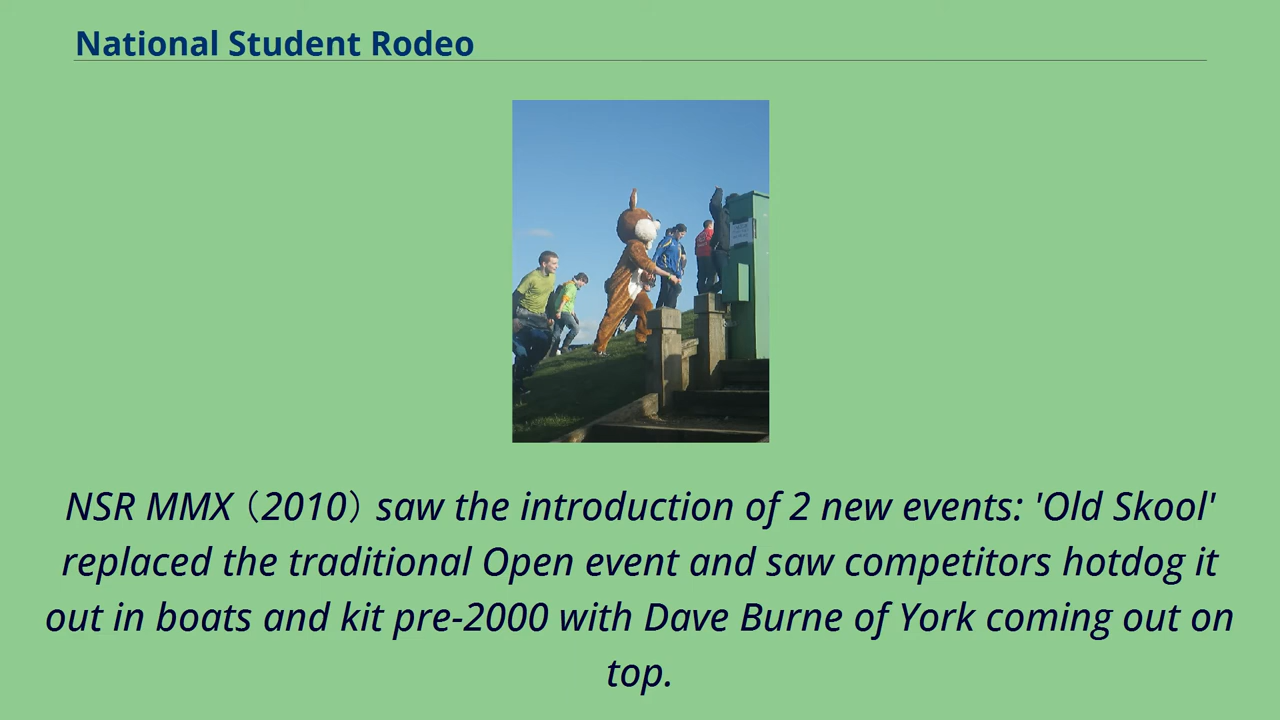 National Student Rodeo
NSR MMX（2010）saw the introduction of 2 new events: 'Old Skool'
replaced the traditional Open event and saw competitors hotdog it
out in boats and kit pre-2000 with Dave Burne of York coming out on
top.